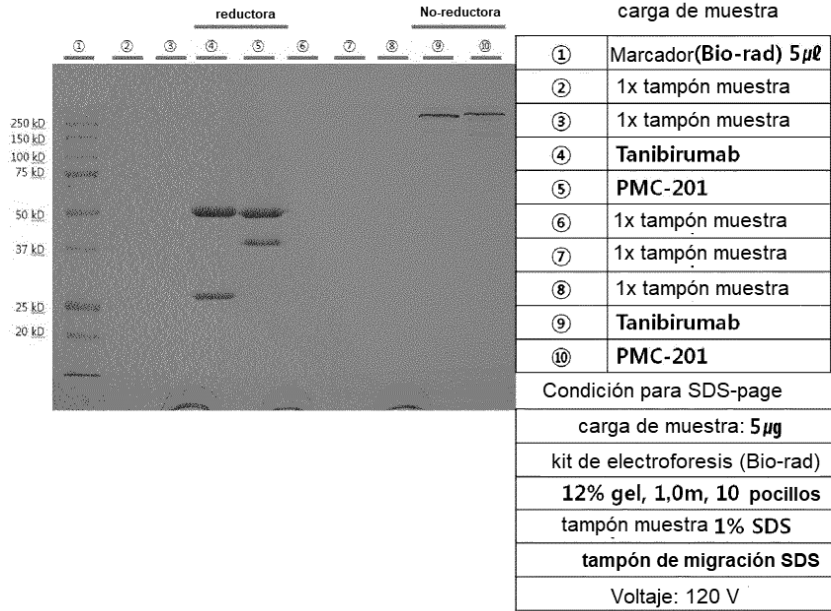 reductora
No-reductora
① ② ③ ④ ⑤ ⑥ ⑦ ⑧ ⑨ ⑩
250 kD
150 kD
100 kD
75 kD
50 kD
37 kD
25 kD
20 kD
carga de muestra
① Marcador(Bio-rad) 5㎕
② 1x tampón muestra
③ 1x tampón muestra
④ Tanibirumab
⑤ PMC-201
⑥ 1x tampón muestra
⑦ 1x tampón muestra
⑧ 1x tampón muestra
⑨ Tanibirumab
⑩ PMC-201
Condición para SDS-page
carga de muestra: 5㎍
kit de electroforesis (Bio-rad)
12% gel, 1,0m, 10 pocillos
tampón muestra 1% SDS
tampón de migración SDS
Voltaje: 120 V